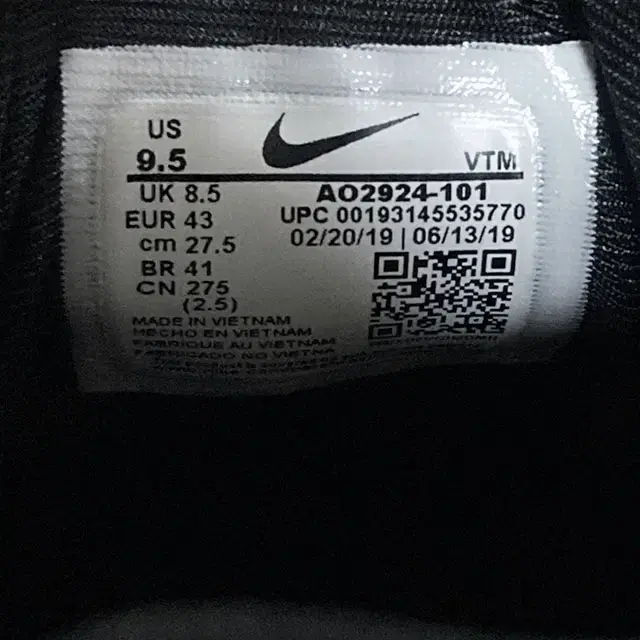 US
9.5
VTM
UK 8.5
AO2924-101
EUR 43
UPC 00193145535770
cm 27.5
02/20/19 | 06/13/19
BR 41
CN 275
(2.5)
MADE IN VIETNAM
MEDIO EN VIETNAM
FABRIQUE AU VIETNAM
FABRICADO NO VIETNAM